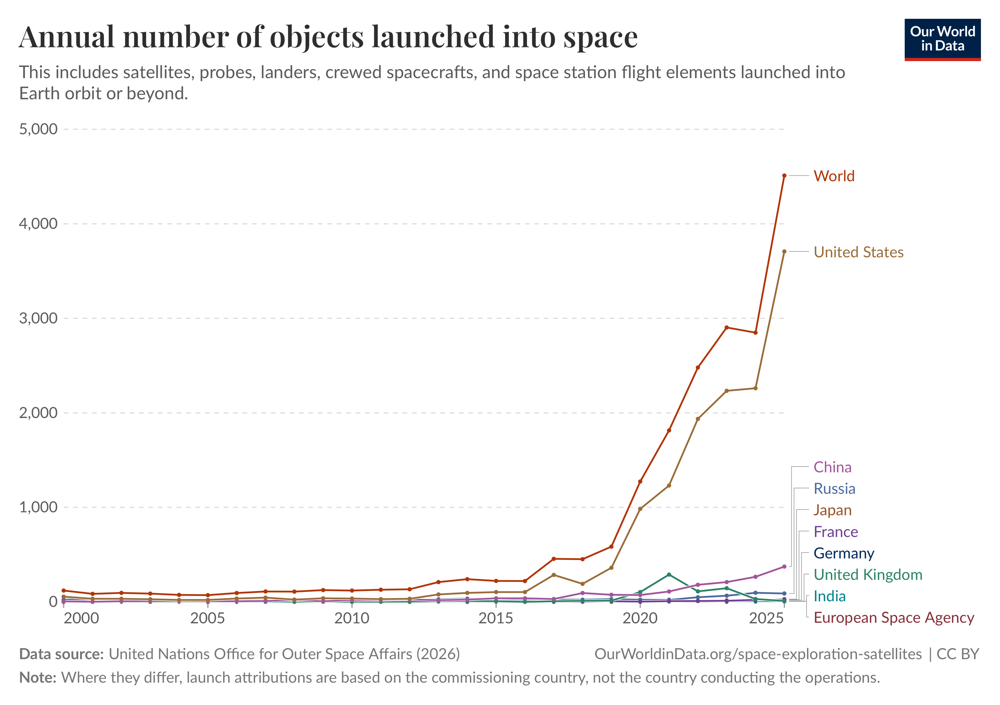 Annual number of objects launched into space
Our World
in Data
This includes satellites, probes, landers, crewed spacecrafts, and space station flight elements launched into
Earth orbit or beyond.
5,000
4,000
3,000
2,000
1,000
0
World
United States
China
Russia
Japan
France
Germany
United Kingdom
India
European Space Agency
2000
2005
2010
2015
2020
2025
Data source: United Nations Office for Outer Space Affairs (2026)
OurWorldinData.org/space-exploration-satellites | CC BY
Note: Where they differ, launch attributions are based on the commissioning country, not the country conducting the operations.